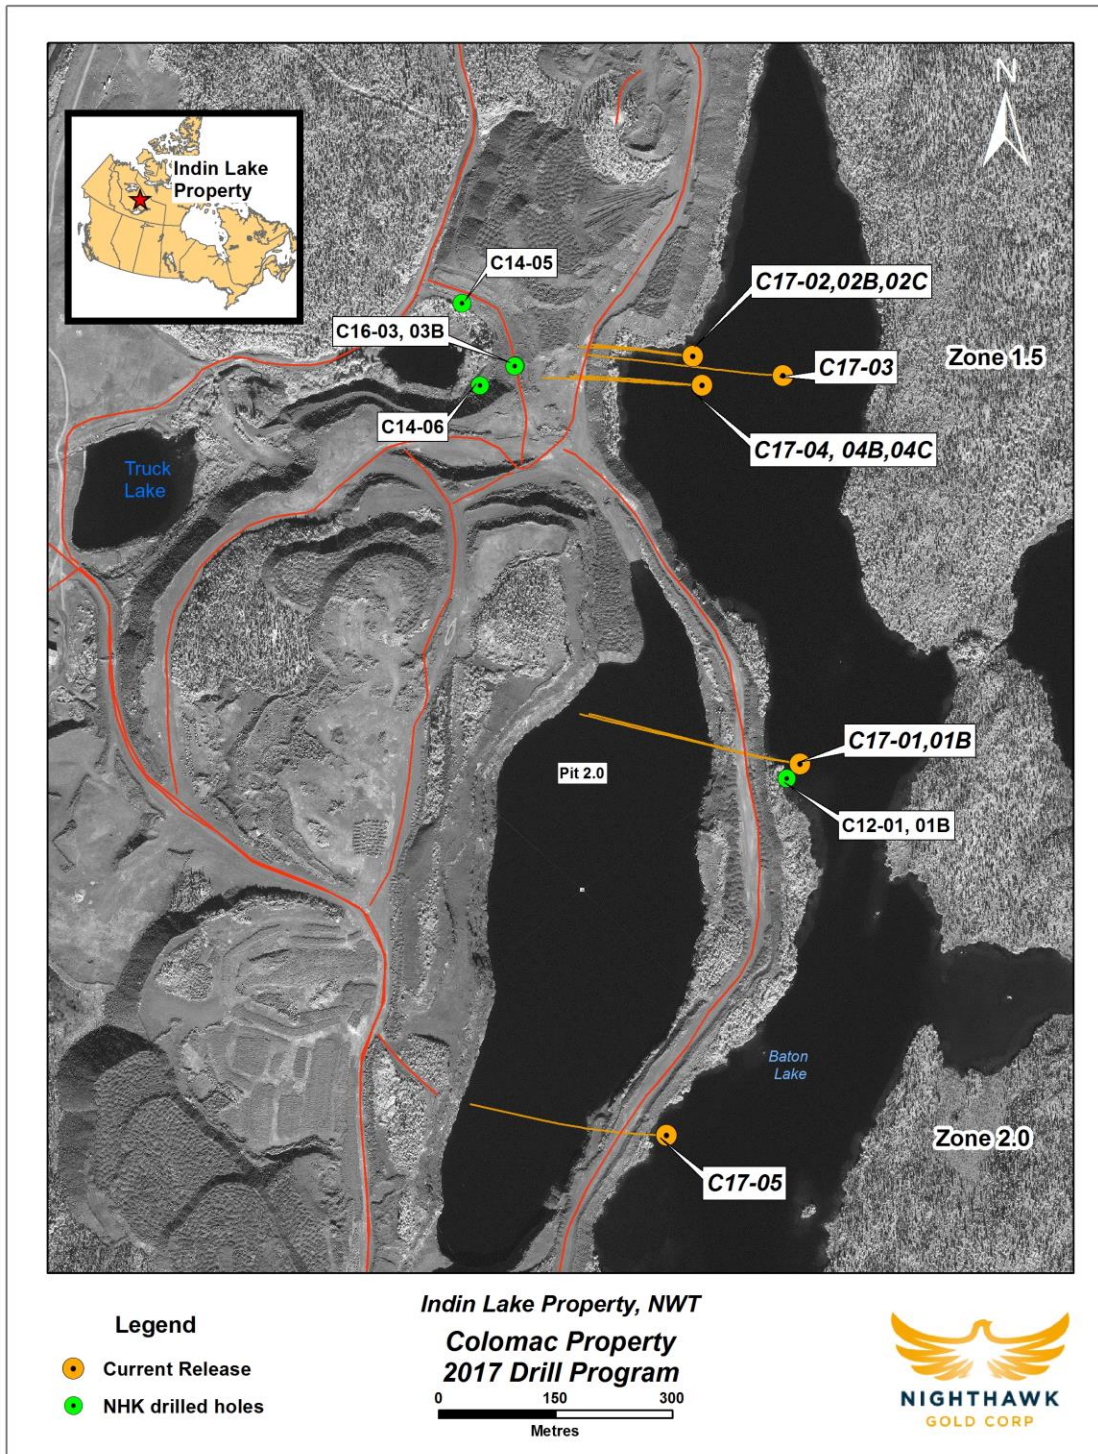 N
Indin Lake
Property
C14-05
C17-02,02B,02C
C16-03, 03B
Zone 1.5
C17-03
C14-06
C17-04, 04B,04C
Truck
Lake
C17-01,01B
Pit 2.0
C12-01, 01B
Baton
Lake
Zone 2.0
C17-05
Indin Lake Property, NWT
Legend
Colomac Property
2017 Drill Program
Current Release
NHK drilled holes
0 150 300
Metres
NIGHTHAWK
GOLD CORP